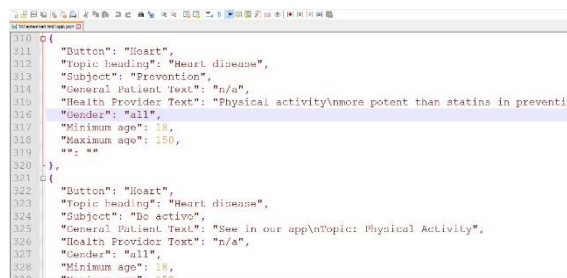 310 {
311 "Button": "Heart",
312 "Topic heading": "Heart disease",
313 "Subject": "Prevention",
314 "General Patient Text": "n/a",
315 "Health Provider Text": "Physical activity\nmore potent than statins in preventi
316 "Gender": "all",
317 "Minimum age": 18,
318 "Maximum age": 150,
319 "": ""
320 },
321 {
322 "Button": "Heart",
323 "Topic heading": "Heart disease",
324 "Subject": "Be active",
325 "General Patient Text": "See in our app\nTopic: Physical Activity",
326 "Health Provider Text": "n/a",
327 "Gender": "all",
328 "Minimum age": 18,